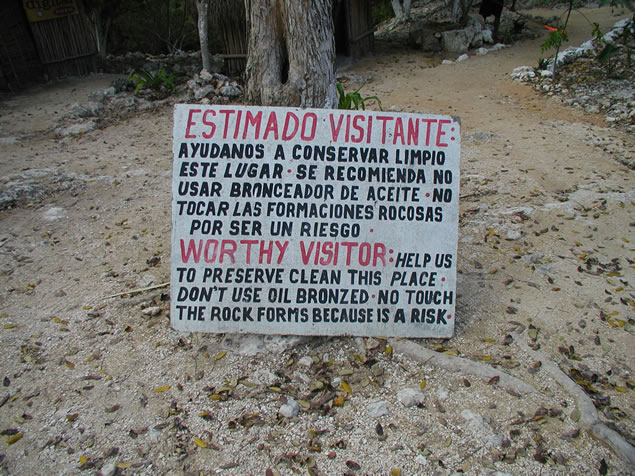 ESTIMADO VISITANTE:
AYUDANOS A CONSERVAR LIMPIO
ESTE LUGAR · SE RECOMIENDA NO
USAR BRONCEADOR DE ACEITE · NO
TOCAR LAS FORMACIONES ROCOSAS
POR SER UN RIESGO ·
WORTHY VISITOR: HELP US
TO PRESERVE CLEAN THIS PLACE ·
DON'T USE OIL BRONZED · NO TOUCH
THE ROCK FORMS BECAUSE IS A RISK ·